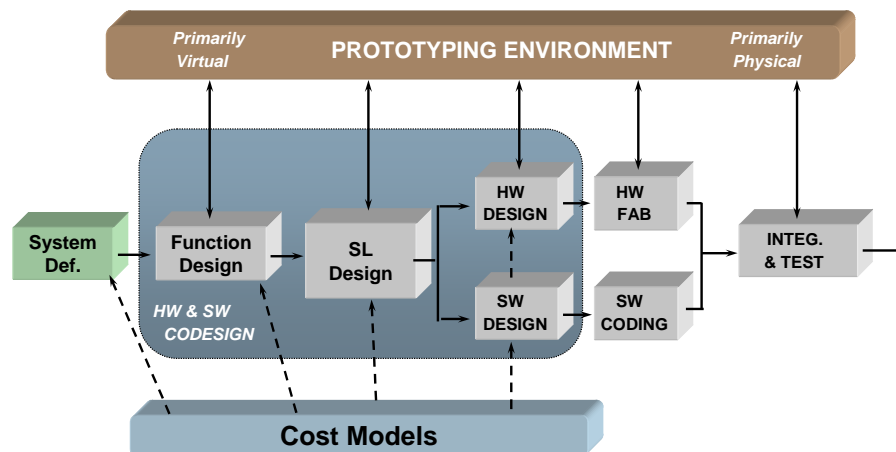 Primarily
Virtual
PROTOTYPING ENVIRONMENT
Primarily
Physical
System
Def.
Function
Design
SL
Design
HW
DESIGN
HW
FAB
SW
DESIGN
SW
CODING
INTEG.
& TEST
HW & SW
CODESIGN
Cost Models